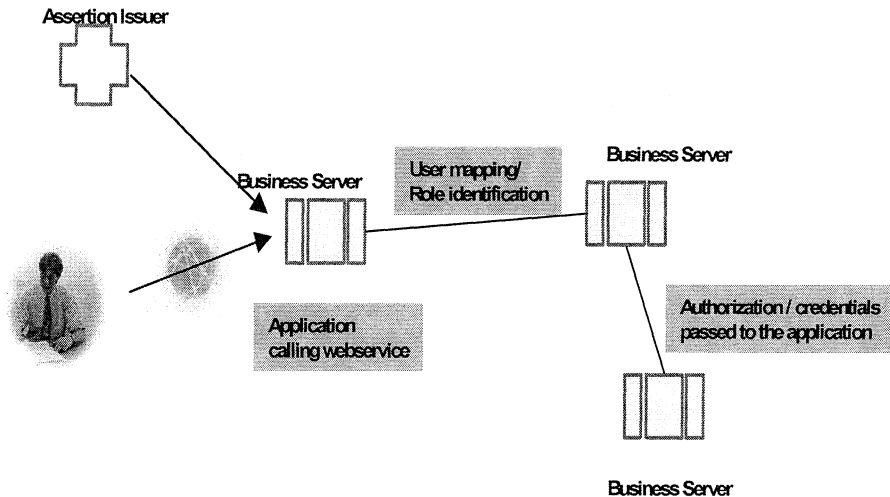 Assertion Issuer
Business Server
User mapping/
Role identification
Business Server
Application
calling webservice
Authorization / credentials
passed to the application
Business Server